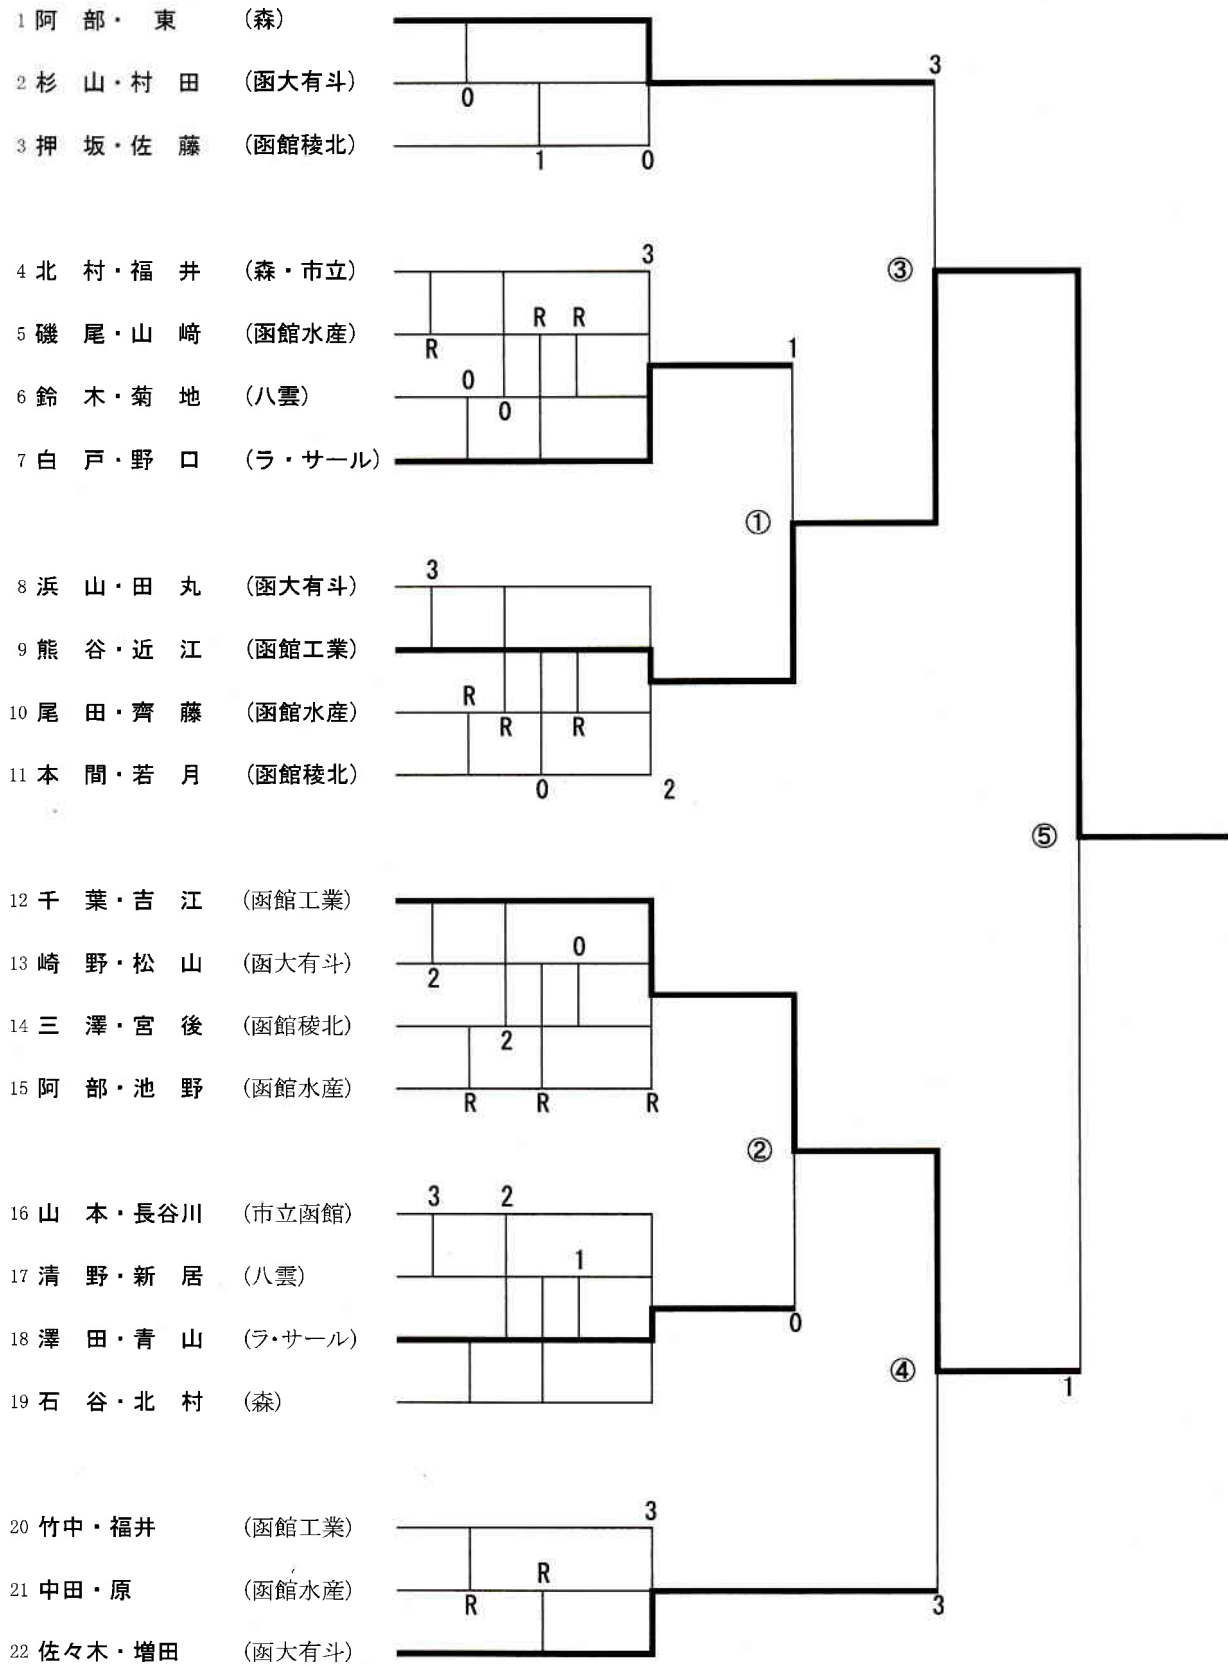 1 阿 部・ 東 (森)
3
2 杉 山・村 田 (函大有斗)
0
3 押 坂・佐 藤 (函館稜北)
1 0
3
4 北 村・福 井 (森・市立)
③
R R
5 磯 尾・山 﨑 (函館水産)
R 1
0
6 鈴 木・菊 地 (八雲)
0
7 白 戸・野 口 (ラ・サール)
①
3
8 浜 山・田 丸 (函大有斗)
9 熊 谷・近 江 (函館工業)
R
10 尾 田・齊 藤 (函館水産)
R R
11 本 間・若 月 (函館稜北)
0 2
⑤
12 千 葉・吉 江 (函館工業)
0
13 崎 野・松 山 (函大有斗)
2
14 三 澤・宮 後 (函館稜北)
2
15 阿 部・池 野 (函館水産)
R R R
②
3 2
16 山 本・長谷川 (市立函館)
1
17 清 野・新 居 (八雲)
0
18 澤 田・青 山 (ラ・サール)
④
1
19 石 谷・北 村 (森)
3
20 竹中・福井 (函館工業)
R
21 中田・原 (函館水産)
R 3
22 佐々木・増田 (函大有斗)